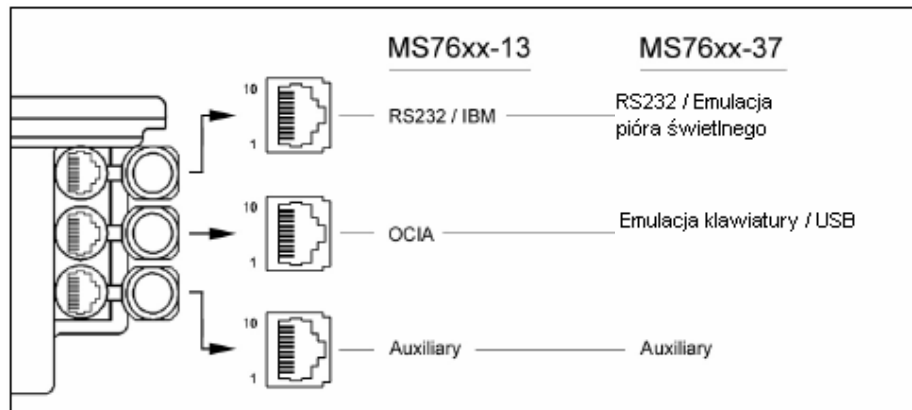 MS76xx-13 MS76xx-37
10
RS232 / IBM
RS232 / Emulacja
pióra świetlnego
1
10
OCIA
Emulacja klawiatury / USB
1
10
Auxiliary
Auxiliary
1